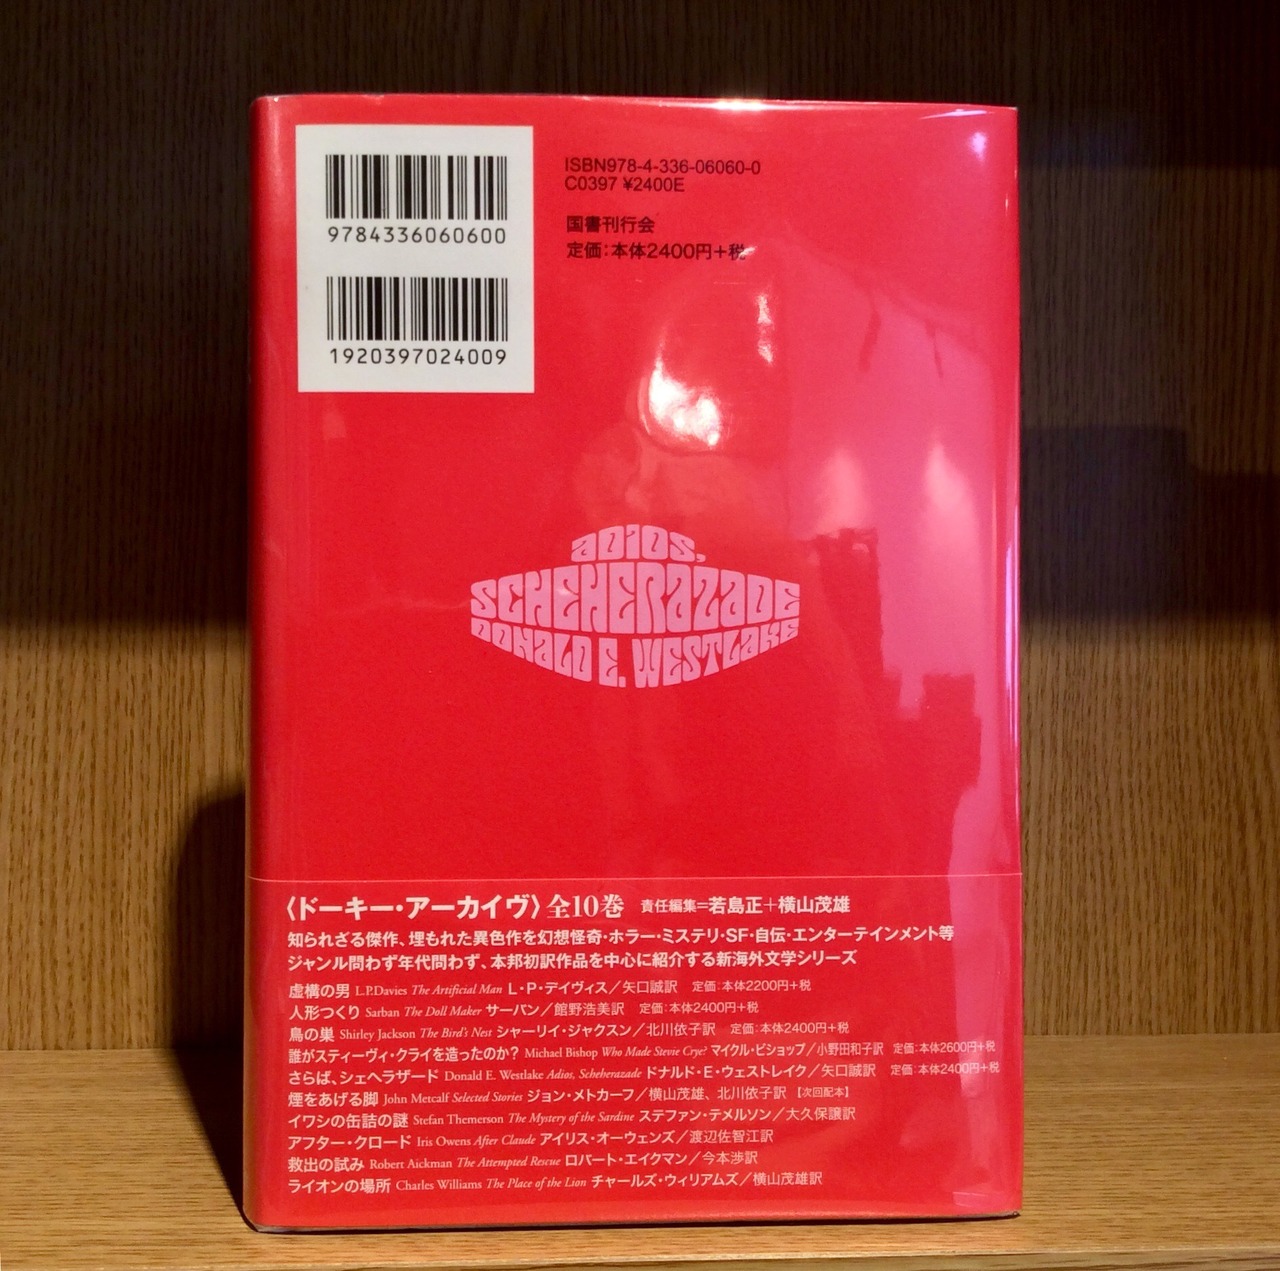 9784336060600
1920397024009
ISBN978-4-336-06060-0
C0397 ¥2400E
国書刊行会
定価：本体2400円＋税
ADIOS,
SCHEHERAZADE
DONALD E. WESTLAKE
〈ドーキー・アーカイヴ〉全10巻 責任編集=若島正＋横山茂雄
知られざる傑作、埋もれた異色作を幻想怪奇・ホラー・ミステリ・SF・自伝・エンターテインメント等
ジャンル問わず年代問わず、本邦初訳作品を中心に紹介する新海外文学シリーズ
虚構の男 L.P.Davies The Artificial Man L・P・デイヴィス／矢口誠訳 定価：本体2200円＋税
人形つくり Sarban The Doll Maker サーバン／館野浩美訳 定価：本体2400円＋税
鳥の巣 Shirley Jackson The Bird's Nest シャーリイ・ジャクスン／北川依子訳 定価：本体2400円＋税
誰がスティーヴィ・クライを造ったのか？ Michael Bishop Who Made Stevie Crye? マイクル・ビショップ／小野田和子訳 定価：本体2600円＋税
さらば、シェヘラザード Donald E. Westlake Adios, Scheherazade ドナルド・E・ウェストレイク／矢口誠訳 定価：本体2400円＋税
煙をあげる脚 John Metcalf Selected Stories ジョン・メトカーフ／横山茂雄、北川依子訳【次回配本】
イワシの缶詰の謎 Stefan Themerson The Mystery of the Sardine ステファン・テメルソン／大久保譲訳
アフター・クロード Iris Owens After Claude アイリス・オーウェンズ／渡辺佐智江訳
救出の試み Robert Aickman The Attempted Rescue ロバート・エイクマン／今本渉訳
ライオンの場所 Charles Williams The Place of the Lion チャールズ・ウィリアムズ／横山茂雄訳